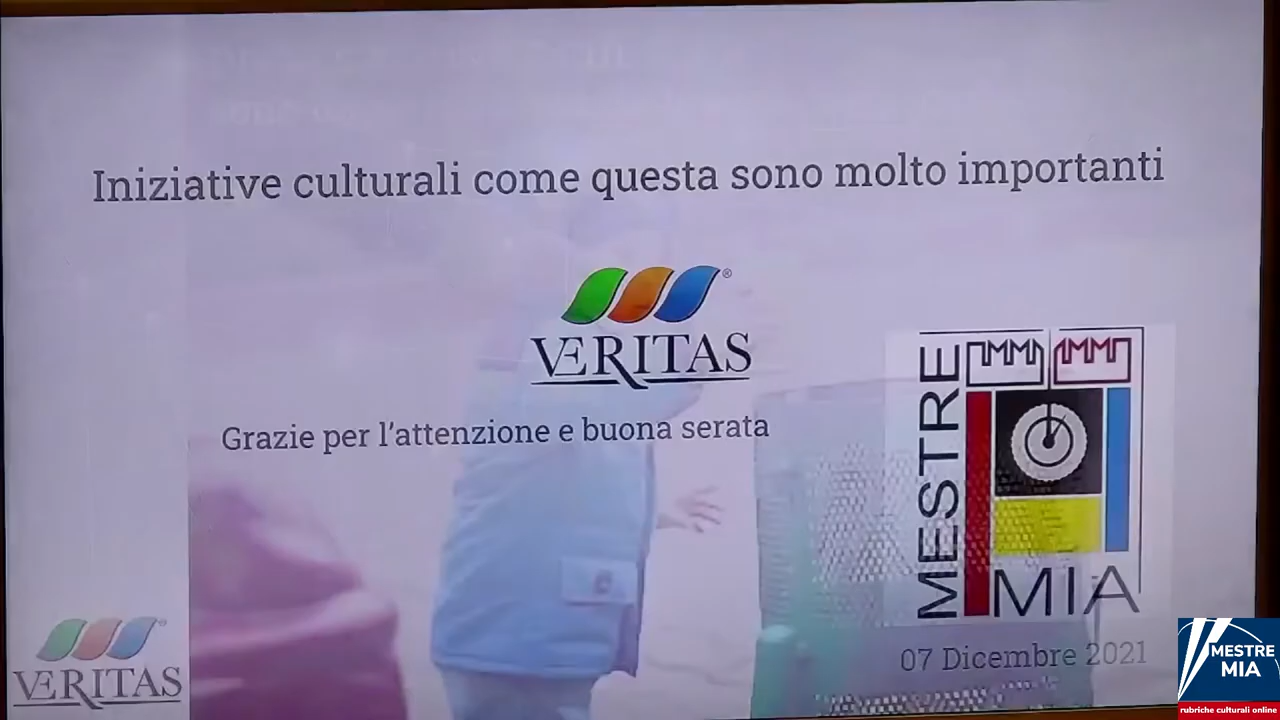 Iniziative culturali come questa sono molto importanti
VERITAS®
Grazie per l'attenzione e buona serata
MESTRE
MIA
07 Dicembre 2021
VERITAS
MESTRE
MIA
rubriche culturali online